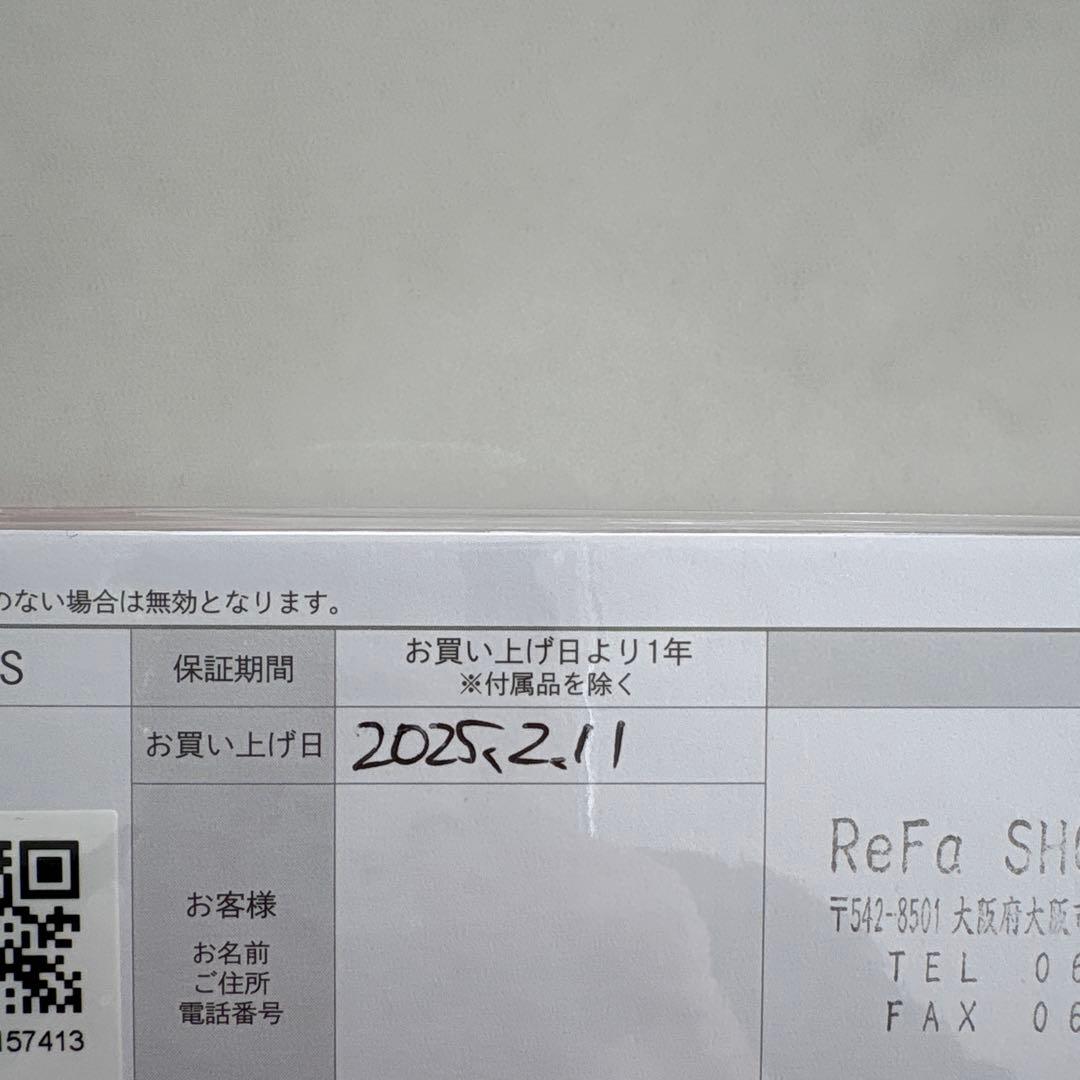 のない場合は無効となります。
S
保証期間
お買い上げ日より1年
※付属品を除く
お買い上げ日
2025.2.11
お客様
お名前
ご住所
電話番号
157413
ReFa SH
〒542-8501 大阪府大阪市
TEL 06
FAX 06